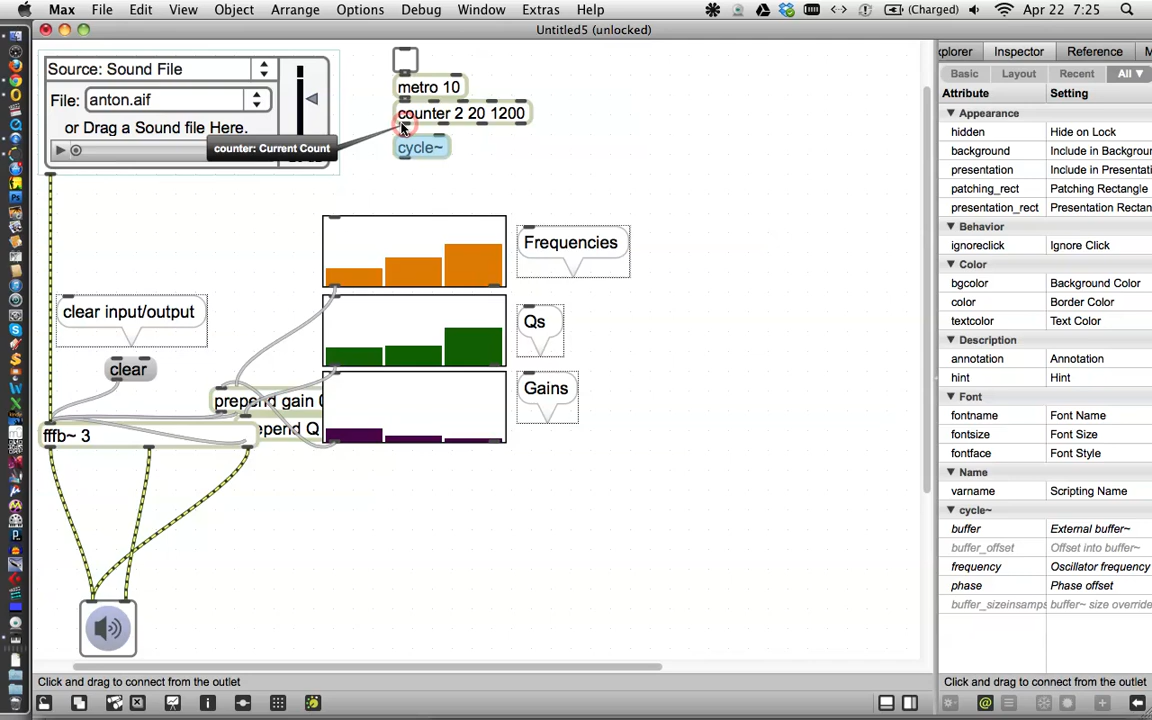 Max File Edit View Object Arrange Options Debug Window Extras Help
(Charged) Apr 22 7:25
Untitled5 (unlocked)
Source: Sound File
File: anton.aif
or Drag a Sound file Here.
metro 10
counter 2 20 1200
counter: Current Count
cycle~
Frequencies
clear input/output
Qs
clear
Gains
prepend gain
epend Q
fffb~ 3
plorer Inspector Reference M
Basic Layout Recent All
Attribute Setting
Appearance
hidden Hide on Lock
background Include in Background
presentation Include in Presentati
patching_rect Patching Rectangle
presentation_rect Presentation Rectan
Behavior
ignoreclick Ignore Click
Color
bgcolor Background Color
color Border Color
textcolor Text Color
Description
annotation Annotation
hint Hint
Font
fontname Font Name
fontsize Font Size
fontface Font Style
Name
varname Scripting Name
cycle~
buffer External buffer~
buffer_offset Offset into buffer~
frequency Oscillator frequency
phase Phase offset
buffer_sizeinsamps buffer~ size override
Click and drag to connect from the outlet
Click and drag to connect from the outlet